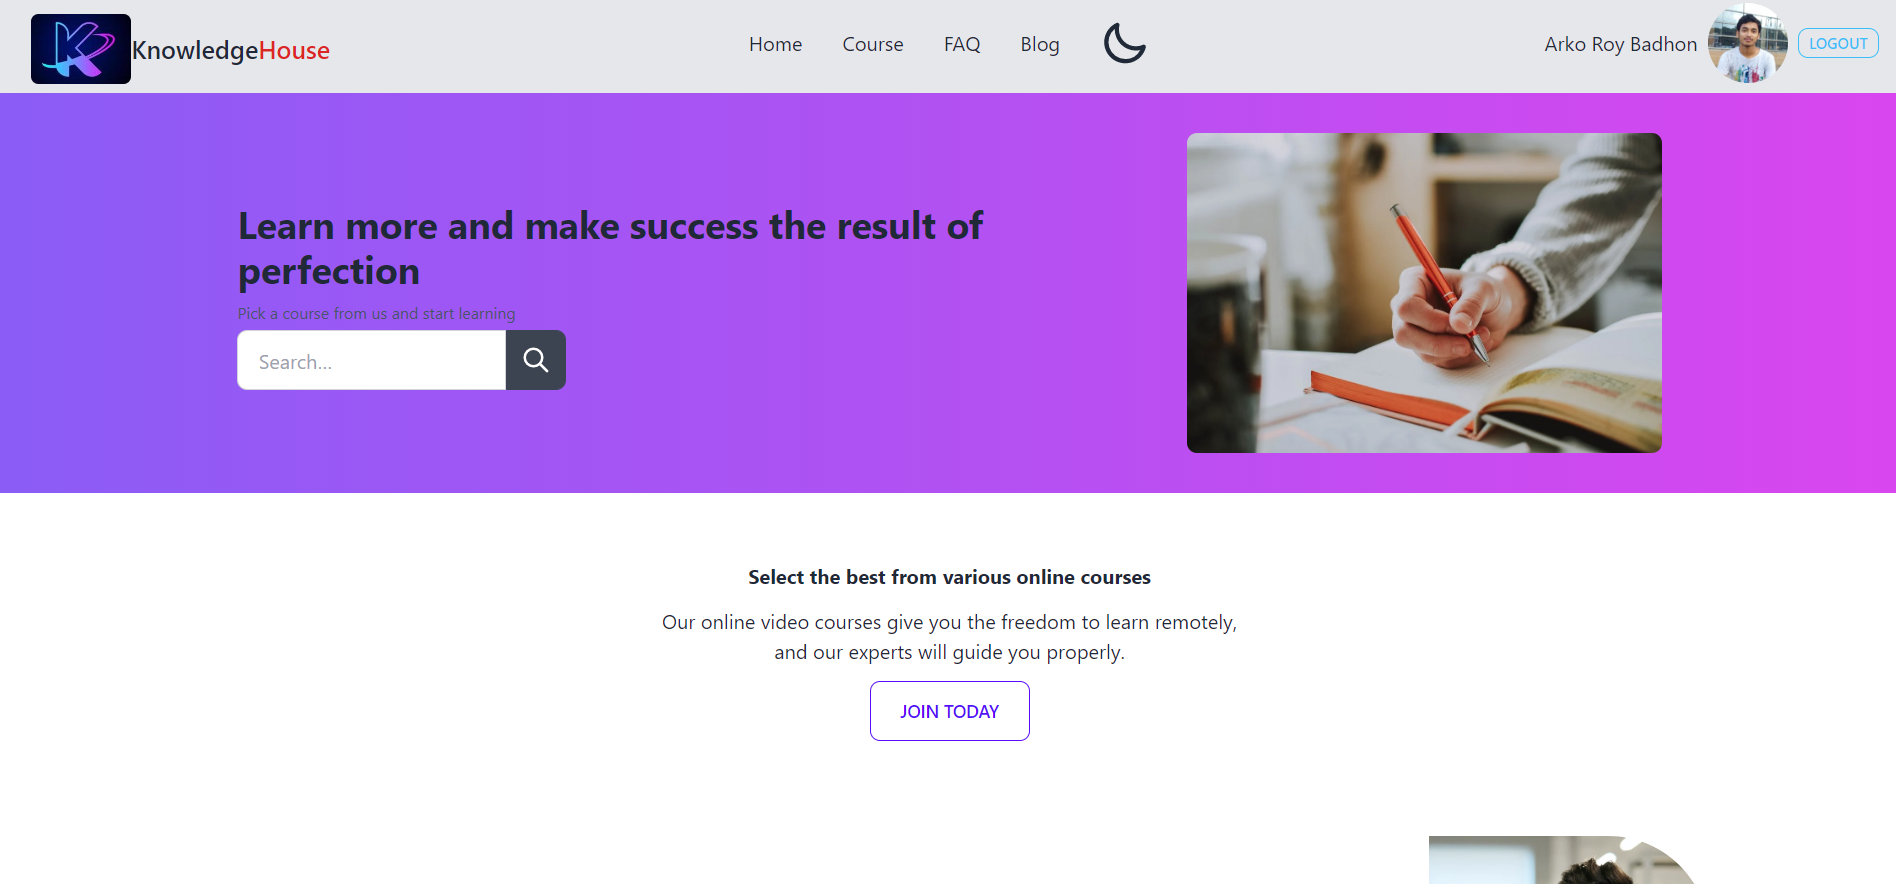 KnowledgeHouse
Home
Course
FAQ
Blog
Arko Roy Badhon
LOGOUT
Learn more and make success the result of
perfection
Pick a course from us and start learning
Search...
Select the best from various online courses
Our online video courses give you the freedom to learn remotely,
and our experts will guide you properly.
JOIN TODAY